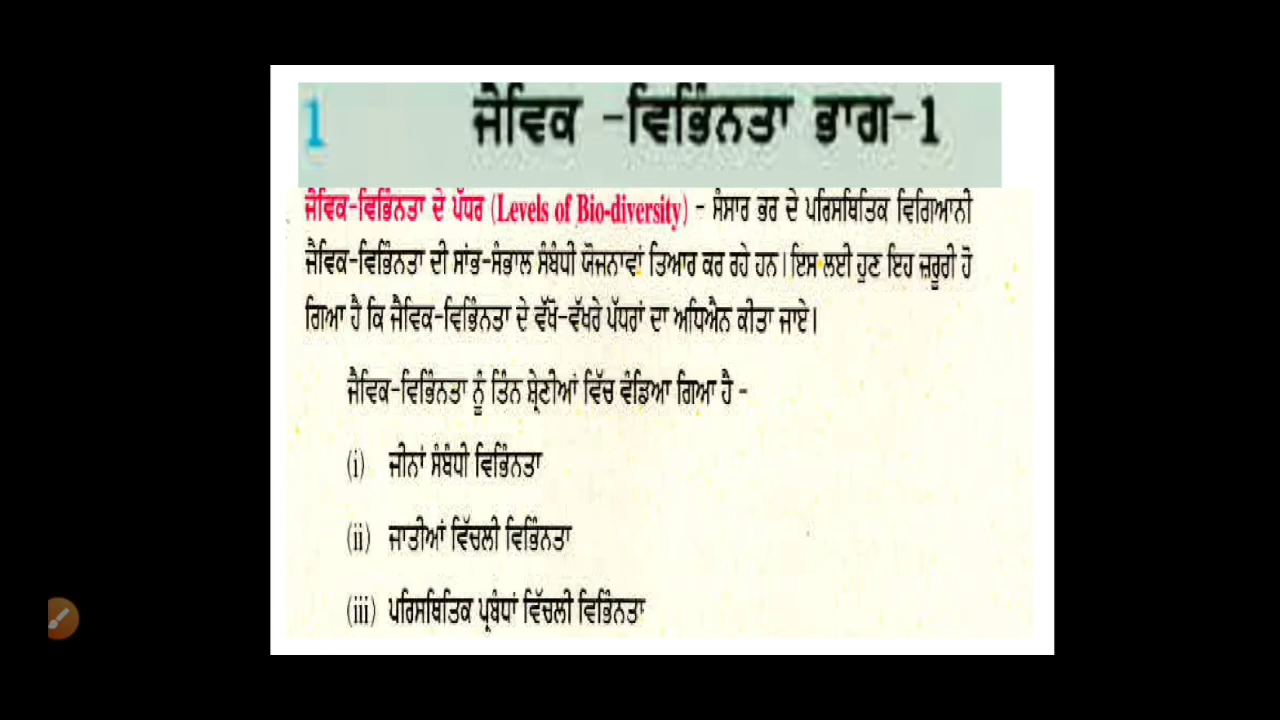 1 ਜੈਵਿਕ -ਵਿਭਿੰਨਤਾ ਭਾਗ-1
ਜੈਵਿਕ-ਵਿਭਿੰਨਤਾ ਦੇ ਪੱਧਰ (Levels of Bio-diversity) - ਸੰਸਾਰ ਭਰ ਦੇ ਪਰਿਸਥਿਤਿਕ ਵਿਗਿਆਨੀ
ਜੈਵਿਕ-ਵਿਭਿੰਨਤਾ ਦੀ ਸਾਂਭ-ਸੰਭਾਲ ਸੰਬੰਧੀ ਯੋਜਨਾਵਾਂ ਤਿਆਰ ਕਰ ਰਹੇ ਹਨ। ਇਸ ਲਈ ਹੁਣ ਇਹ ਜ਼ਰੂਰੀ ਹੋ
ਗਿਆ ਹੈ ਕਿ ਜੈਵਿਕ-ਵਿਭਿੰਨਤਾ ਦੇ ਵੱਖੋ-ਵੱਖਰੇ ਪੱਧਰਾਂ ਦਾ ਅਧਿਐਨ ਕੀਤਾ ਜਾਏ।
ਜੈਵਿਕ-ਵਿਭਿੰਨਤਾ ਨੂੰ ਤਿੰਨ ਸ਼੍ਰੇਣੀਆਂ ਵਿੱਚ ਵੰਡਿਆ ਗਿਆ ਹੈ -
(i) ਜੀਨਾਂ ਸੰਬੰਧੀ ਵਿਭਿੰਨਤਾ
(ii) ਜਾਤੀਆਂ ਵਿੱਚਲੀ ਵਿਭਿੰਨਤਾ
(iii) ਪਰਿਸਥਿਤਿਕ ਪ੍ਰਬੰਧਾਂ ਵਿੱਚਲੀ ਵਿਭਿੰਨਤਾ